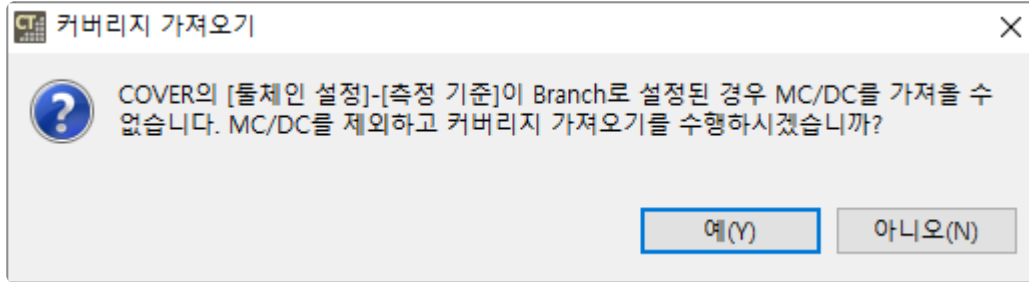 CT 커버리지 가져오기
COVER의 [툴체인 설정]-[측정 기준]이 Branch로 설정된 경우 MC/DC를 가져올 수
없습니다. MC/DC를 제외하고 커버리지 가져오기를 수행하시겠습니까?
예(Y) 아니오(N)